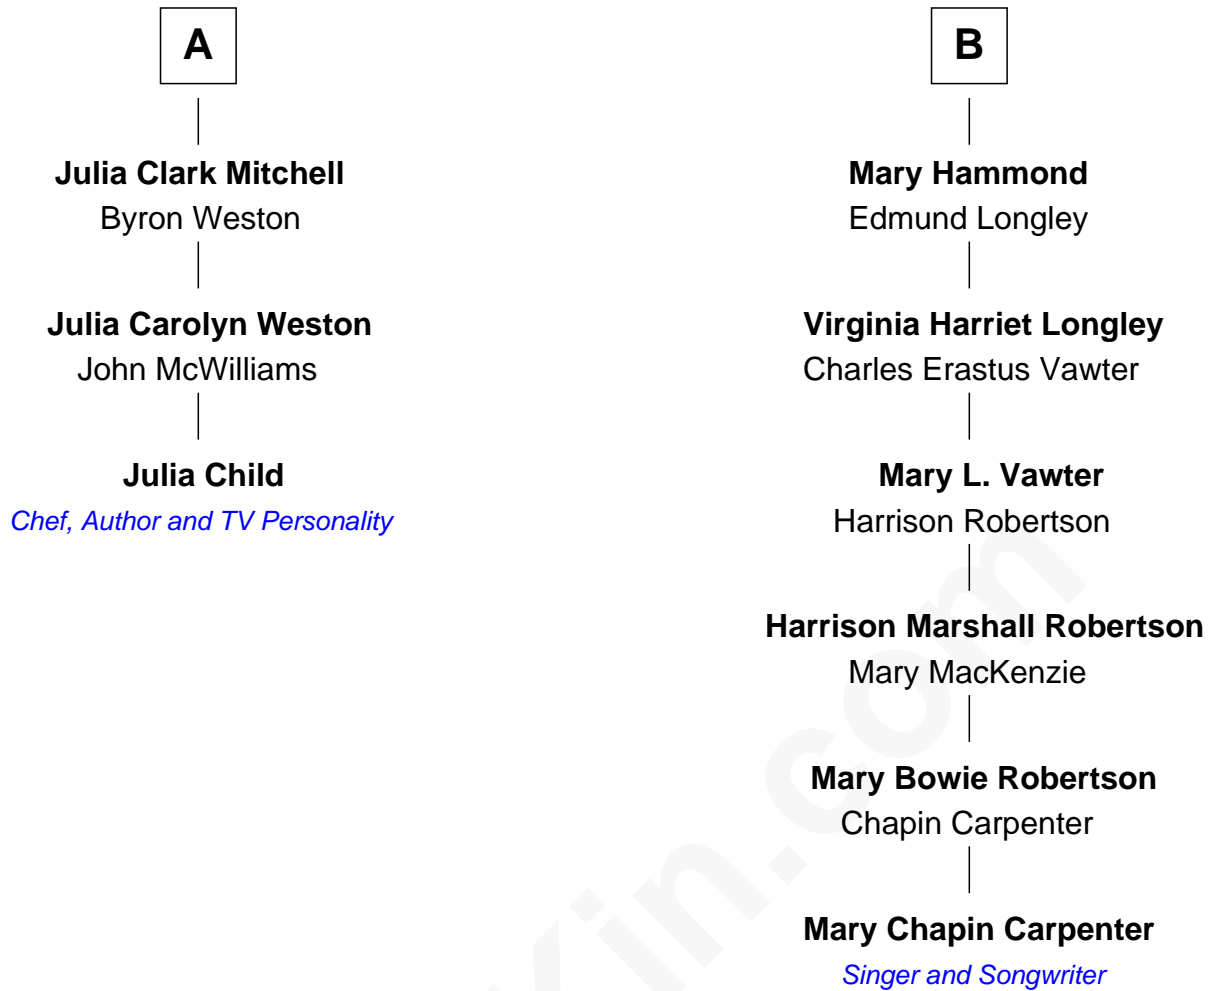 A
Julia Clark Mitchell
Byron Weston
Julia Carolyn Weston
John McWilliams
Julia Child
Chef, Author and TV Personality
B
Mary Hammond
Edmund Longley
Virginia Harriet Longley
Charles Erastus Vawter
Mary L. Vawter
Harrison Robertson
Harrison Marshall Robertson
Mary MacKenzie
Mary Bowie Robertson
Chapin Carpenter
Mary Chapin Carpenter
Singer and Songwriter
Kin.com